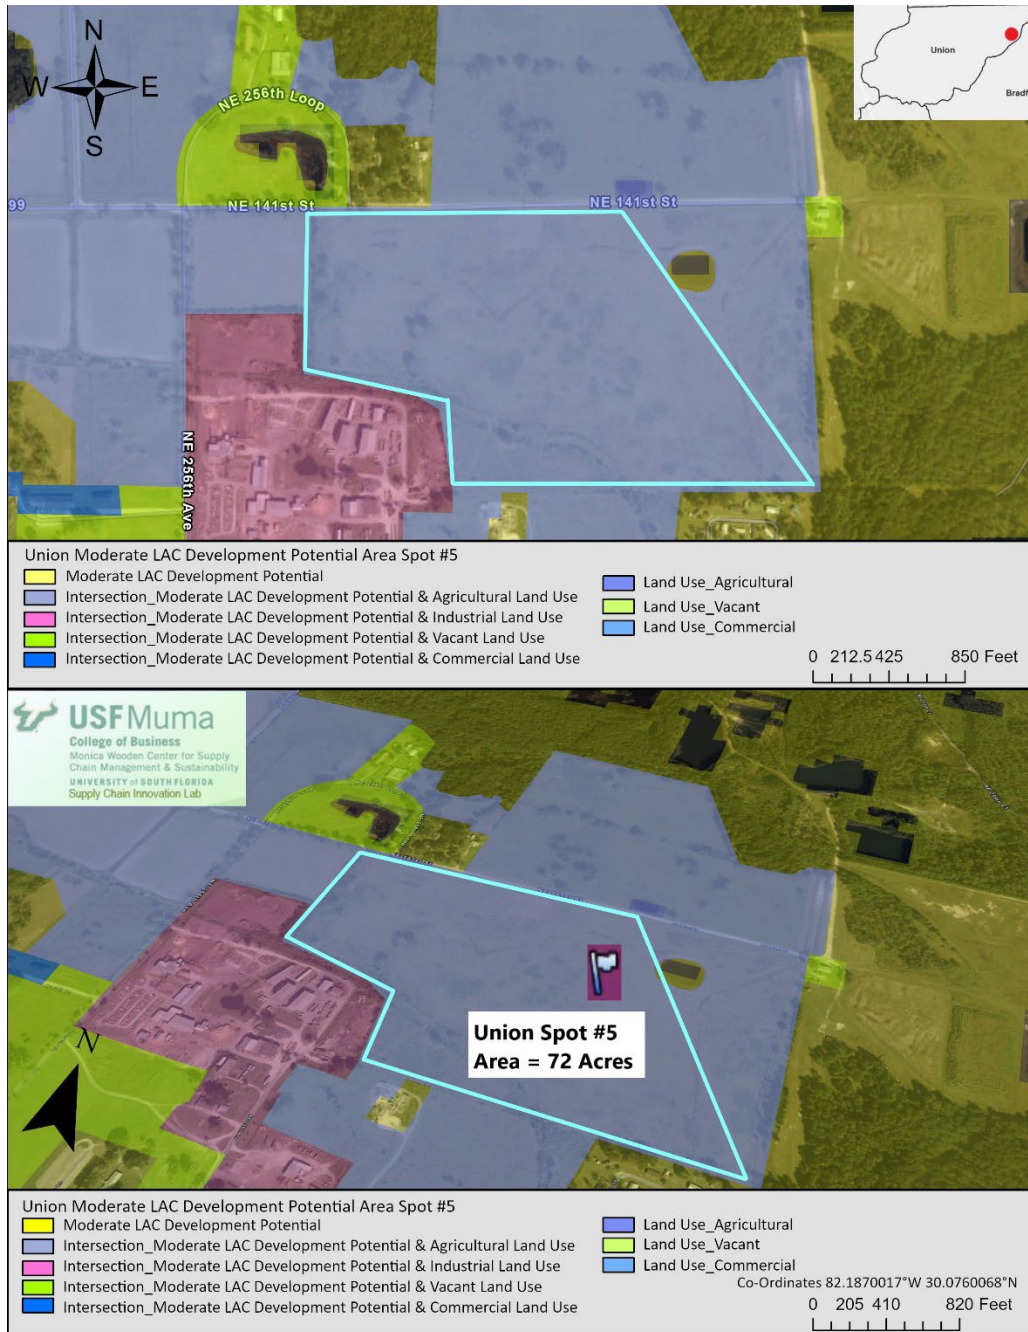 N
W E
S
Union
Bradf
NE 256th Loop
99
NE 141st St
NE 141st St
NE 256th Ave
Union Moderate LAC Development Potential Area Spot #5
Moderate LAC Development Potential
Intersection_Moderate LAC Development Potential & Agricultural Land Use
Intersection_Moderate LAC Development Potential & Industrial Land Use
Intersection_Moderate LAC Development Potential & Vacant Land Use
Intersection_Moderate LAC Development Potential & Commercial Land Use
Land Use_Agricultural
Land Use_Vacant
Land Use_Commercial
0 212.5 425 850 Feet
USF Muma
College of Business
Monica Wooden Center for Supply
Chain Management & Sustainability
UNIVERSITY of SOUTH FLORIDA
Supply Chain Innovation Lab
Union Spot #5
Area = 72 Acres
N
Union Moderate LAC Development Potential Area Spot #5
Moderate LAC Development Potential
Intersection_Moderate LAC Development Potential & Agricultural Land Use
Intersection_Moderate LAC Development Potential & Industrial Land Use
Intersection_Moderate LAC Development Potential & Vacant Land Use
Intersection_Moderate LAC Development Potential & Commercial Land Use
Land Use_Agricultural
Land Use_Vacant
Land Use_Commercial
Co-Ordinates 82.1870017°W 30.0760068°N
0 205 410 820 Feet